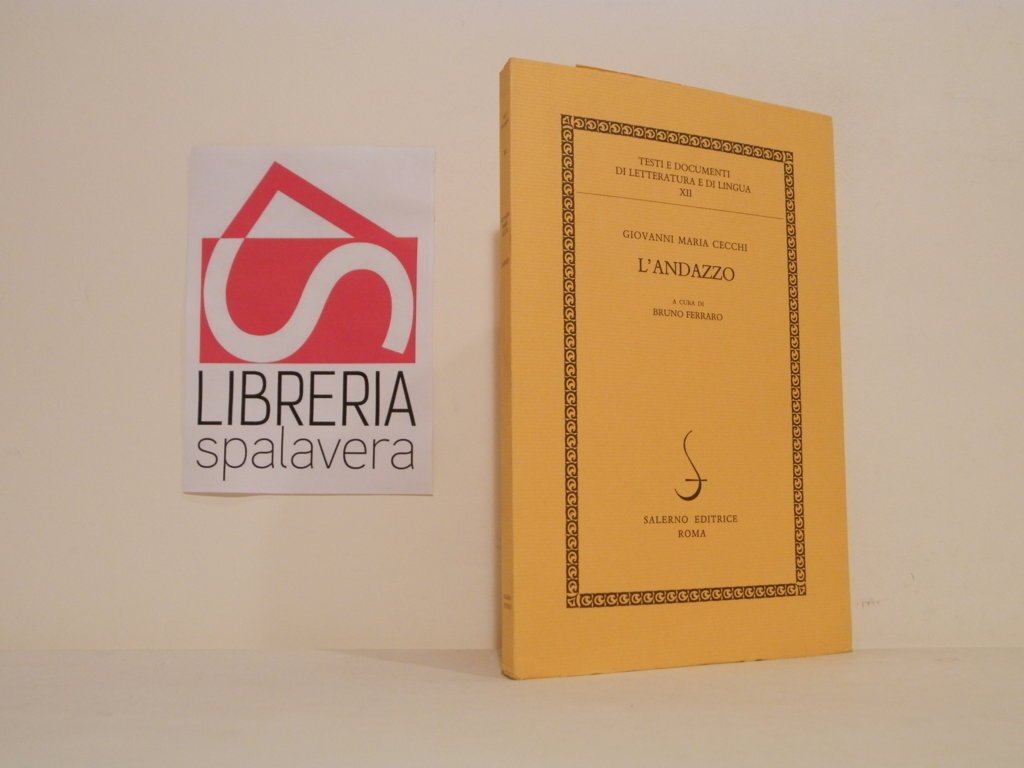 LIBRERIA
spalavera
TESTI E DOCUMENTI
DI LETTERATURA E DI LINGUA
XII
GIOVANNI MARIA CECCHI
L'ANDAZZO
A CURA DI
BRUNO FERRARO
SALERNO EDITRICE
ROMA